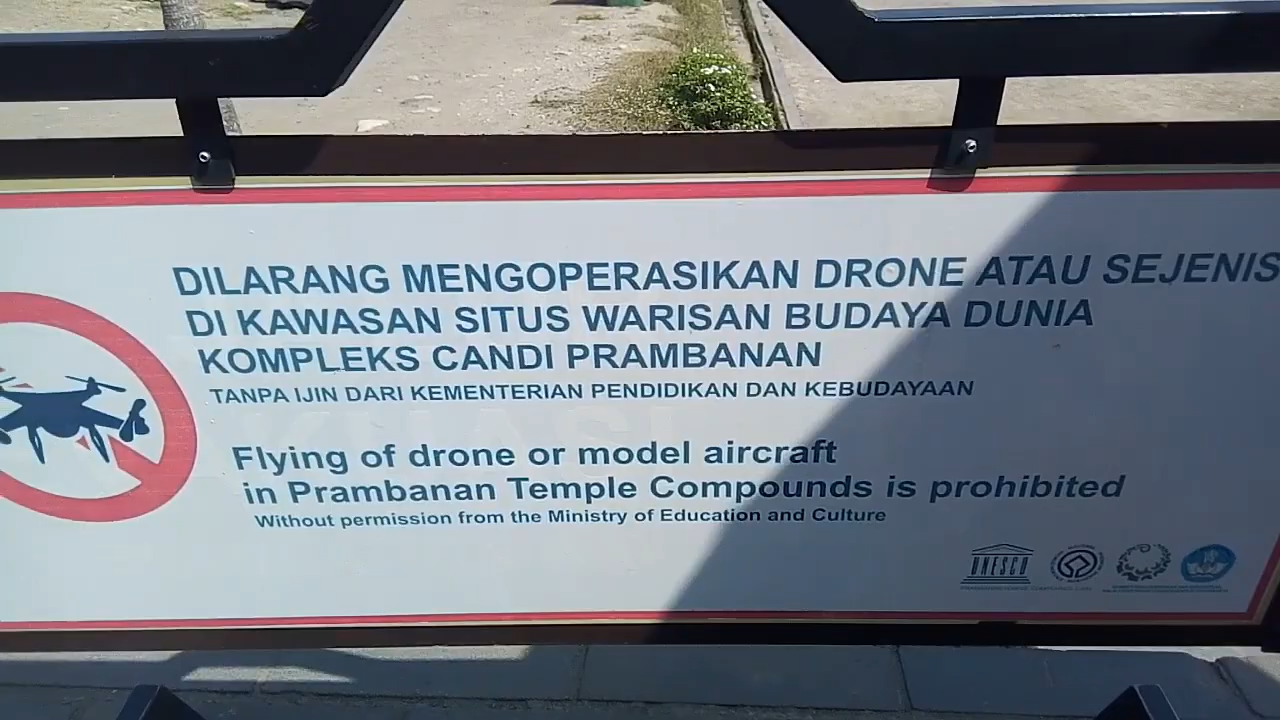 DILARANG MENGOPERASIKAN DRONE ATAU SEJENIS
DI KAWASAN SITUS WARISAN BUDAYA DUNIA
KOMPLEKS CANDI PRAMBANAN
TANPA IJIN DARI KEMENTERIAN PENDIDIKAN DAN KEBUDAYAAN
Flying of drone or model aircraft
in Prambanan Temple Compounds is prohibited
Without permission from the Ministry of Education and Culture
UNESCO